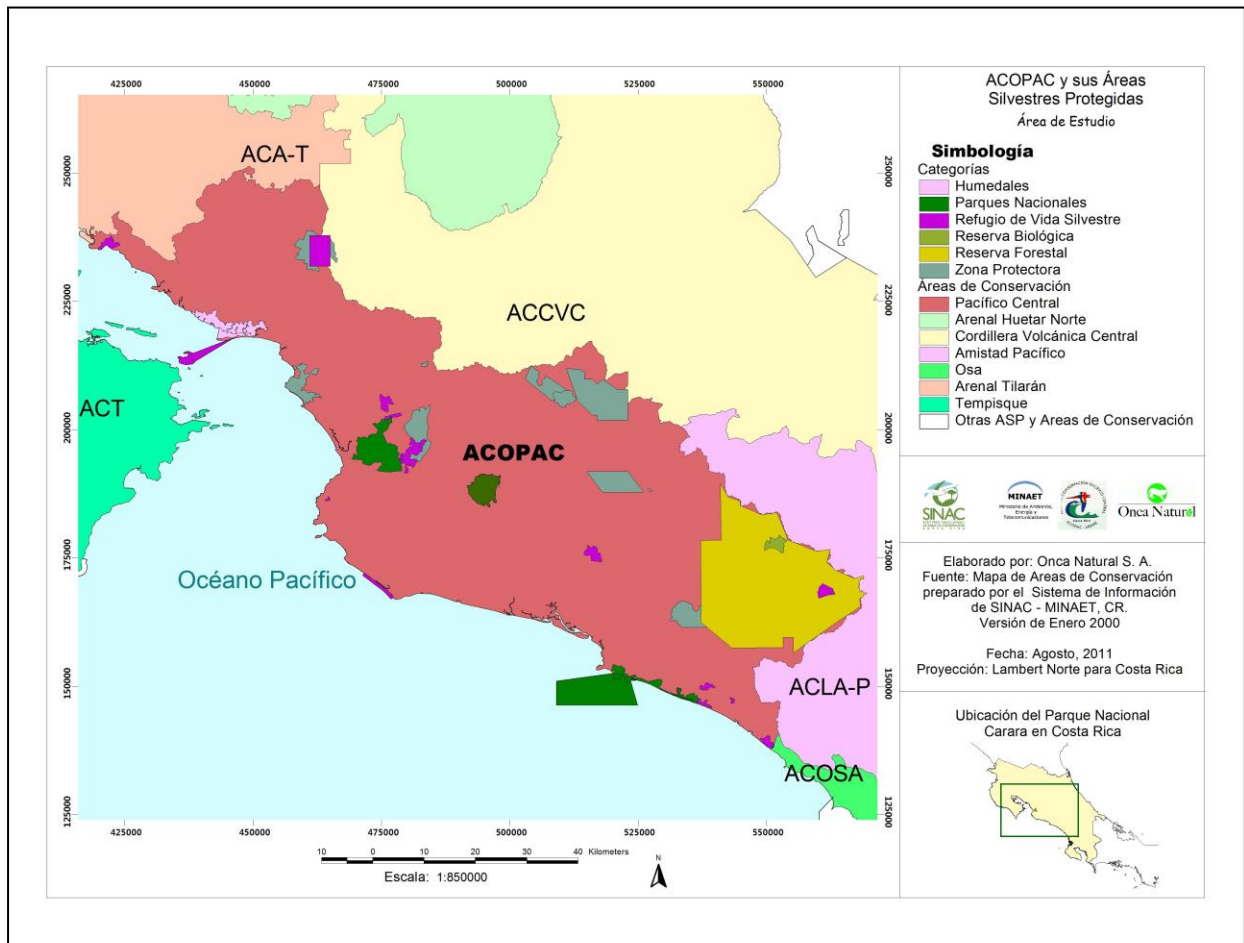 425000 450000 475000 500000 525000 550000
250000
225000
200000
175000
150000
125000
ACA-T
ACCVC
ACT
ACOPAC
Océano Pacífico
ACLA-P
ACOSA
250000
225000
200000
175000
150000
125000
425000 450000 475000 500000 525000 550000
10 0 10 20 30 40 Kilometers
Escala: 1:850000
N
ACOPAC y sus Áreas
Silvestres Protegidas
Área de Estudio
Simbología
Categorías
Humedales
Parques Nacionales
Refugio de Vida Silvestre
Reserva Biológica
Reserva Forestal
Zona Protectora
Áreas de Conservación
Pacífico Central
Arenal Huetar Norte
Cordillera Volcánica Central
Amistad Pacífico
Osa
Arenal Tilarán
Tempisque
Otras ASP y Areas de Conservación
SINAC
MINAET
Ministerio de Ambiente,
Energía y
Telecomunicaciones
Onca Natural
Elaborado por: Onca Natural S. A.
Fuente: Mapa de Areas de Conservación
preparado por el Sistema de Información
de SINAC - MINAET, CR.
Versión de Enero 2000
Fecha: Agosto, 2011
Proyección: Lambert Norte para Costa Rica
Ubicación del Parque Nacional
Carara en Costa Rica